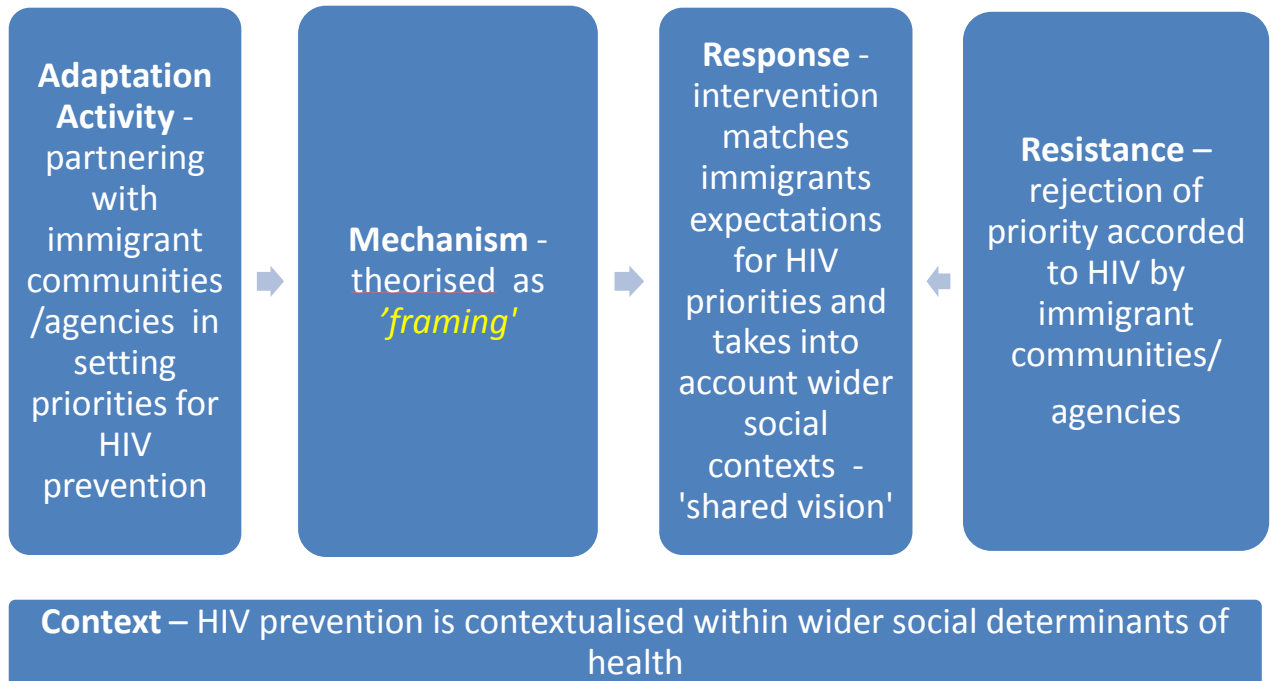 Adaptation
Activity -
partnering
with
immigrant
communities
/agencies in
setting
priorities for
HIV
prevention
Mechanism -
theorised as
’framing'
Response -
intervention
matches
immigrants
expectations
for HIV
priorities and
takes into
account wider
social
contexts -
'shared vision'
Resistance –
rejection of
priority accorded
to HIV by
immigrant
communities/
agencies
Context – HIV prevention is contextualised within wider social determinants of
health